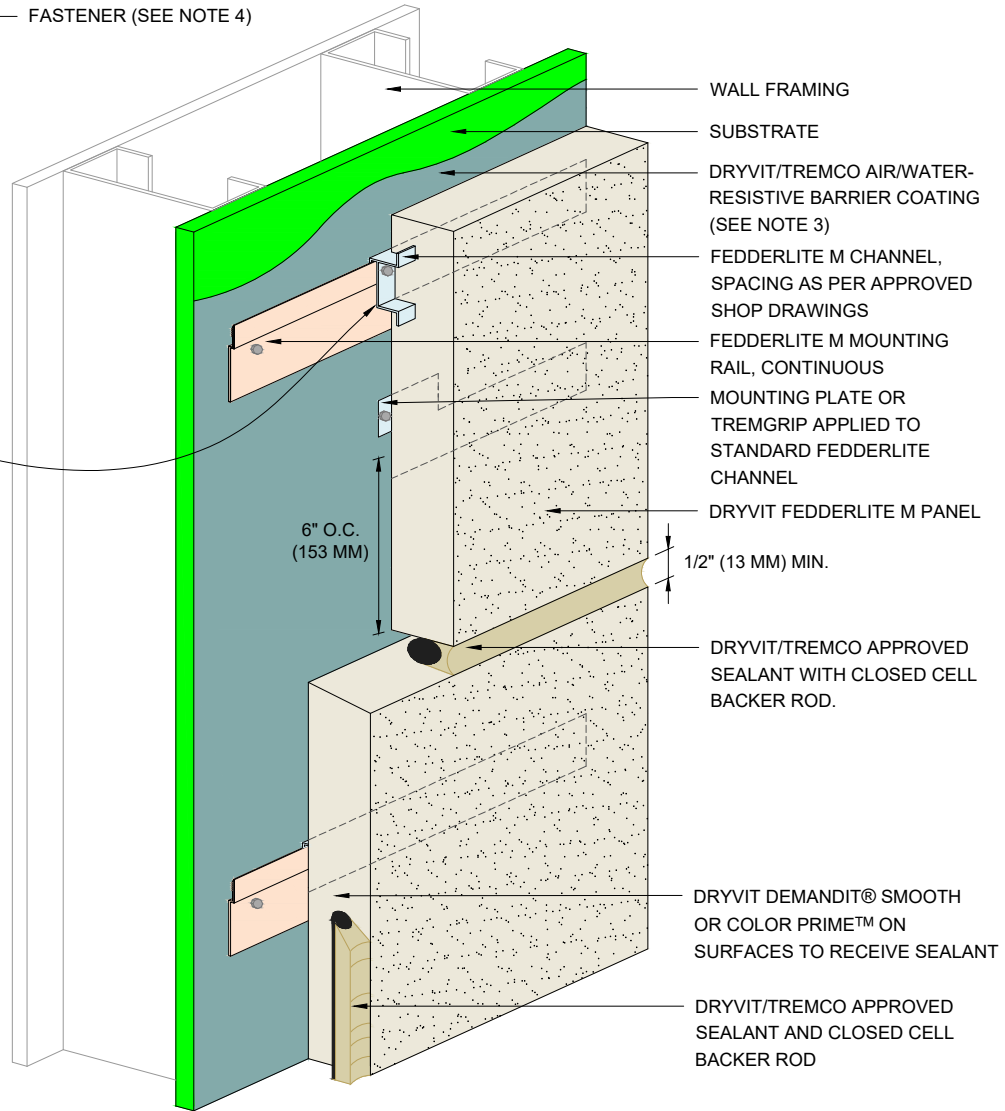 FASTENER (SEE NOTE 4)
WALL FRAMING
SUBSTRATE
DRYVIT/TREMCO AIR/WATER-
RESISTIVE BARRIER COATING
(SEE NOTE 3)
FEDDERLITE M CHANNEL,
SPACING AS PER APPROVED
SHOP DRAWINGS
FEDDERLITE M MOUNTING
RAIL, CONTINUOUS
MOUNTING PLATE OR
TREMGRIP APPLIED TO
STANDARD FEDDERLITE
CHANNEL
DRYVIT FEDDERLITE M PANEL
6" O.C.
(153 MM)
1/2" (13 MM) MIN.
DRYVIT/TREMCO APPROVED
SEALANT WITH CLOSED CELL
BACKER ROD.
DRYVIT DEMANDIT® SMOOTH
OR COLOR PRIME™ ON
SURFACES TO RECEIVE SEALANT
DRYVIT/TREMCO APPROVED
SEALANT AND CLOSED CELL
BACKER ROD